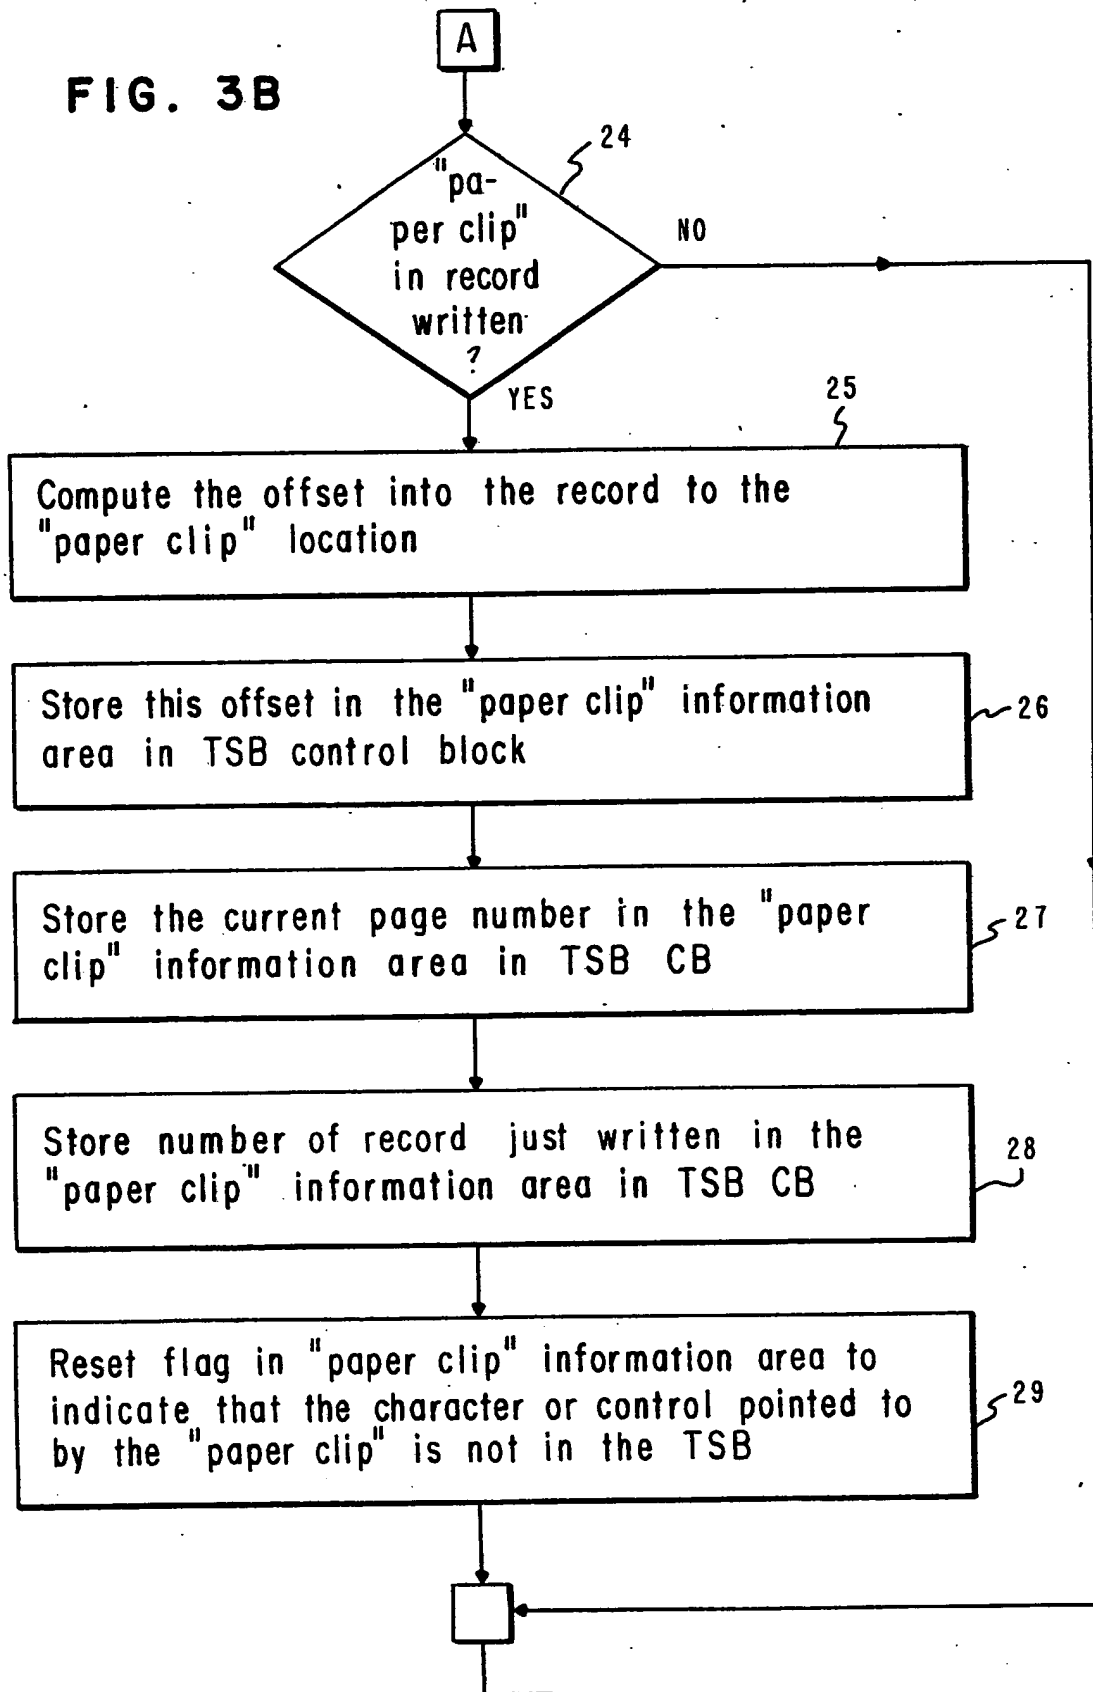 A
FIG. 3B
24
"pa-
per clip"
in record
written
?
NO
YES
25
Compute the offset into the record to the
"paper clip" location
Store this offset in the "paper clip" information
area in TSB control block
26
Store the current page number in the "paper
clip" information area in TSB CB
27
Store number of record just written in the
"paper clip" information area in TSB CB
28
Reset flag in "paper clip" information area to
indicate that the character or control pointed to
by the "paper clip" is not in the TSB
29